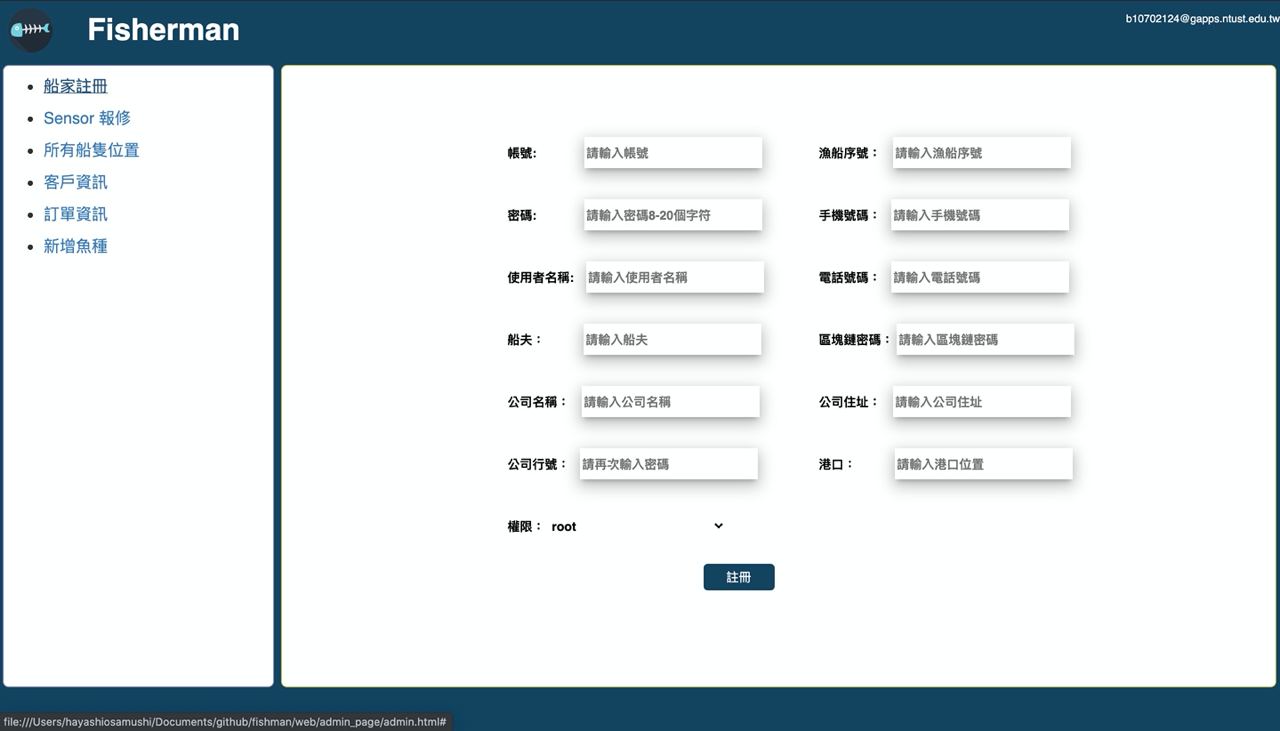 Fisherman
b10702124@gapps.ntust.edu.tw
船家註冊
Sensor 報修
所有船隻位置
客戶資訊
訂單資訊
新增魚種
帳號: 請輸入帳號 漁船序號： 請輸入漁船序號
密碼: 請輸入密碼8-20個字符 手機號碼： 請輸入手機號碼
使用者名稱: 請輸入使用者名稱 電話號碼： 請輸入電話號碼
船夫： 請輸入船夫 區塊鏈密碼： 請輸入區塊鏈密碼
公司名稱： 請輸入公司名稱 公司住址： 請輸入公司住址
公司行號： 請再次輸入密碼 港口： 請輸入港口位置
權限： root
註冊
file:///Users/hayashiosamushi/Documents/github/fishman/web/admin_page/admin.html#